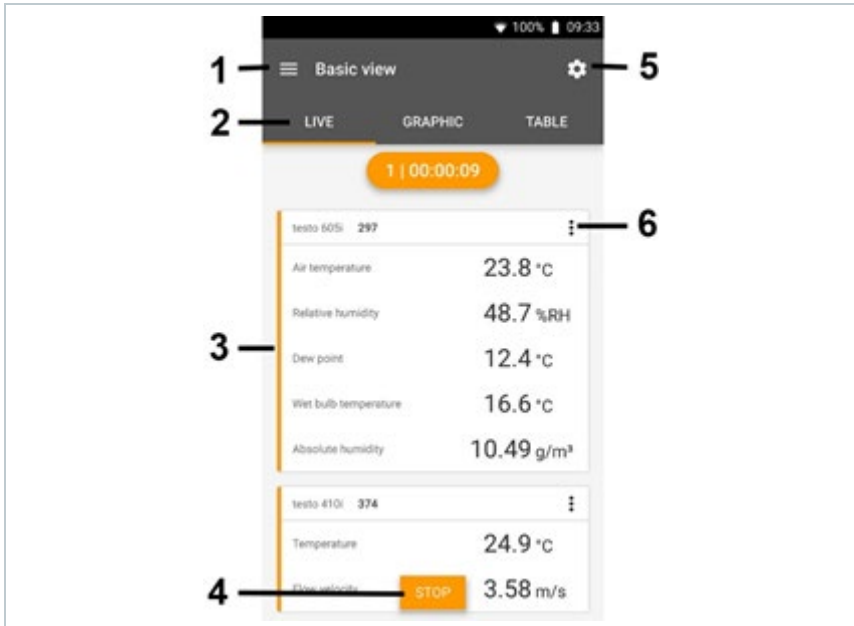 100% 09:33
1 Basic view 5
2 LIVE GRAPHIC TABLE
1 | 00:00:09
testo 605i 297 6
Air temperature 23.8 °C
Relative humidity 48.7 %RH
3 Dew point 12.4 °C
Wet bulb temperature 16.6 °C
Absolute humidity 10.49 g/m³
testo 410i 374
Temperature 24.9 °C
4 Flow velocity STOP 3.58 m/s